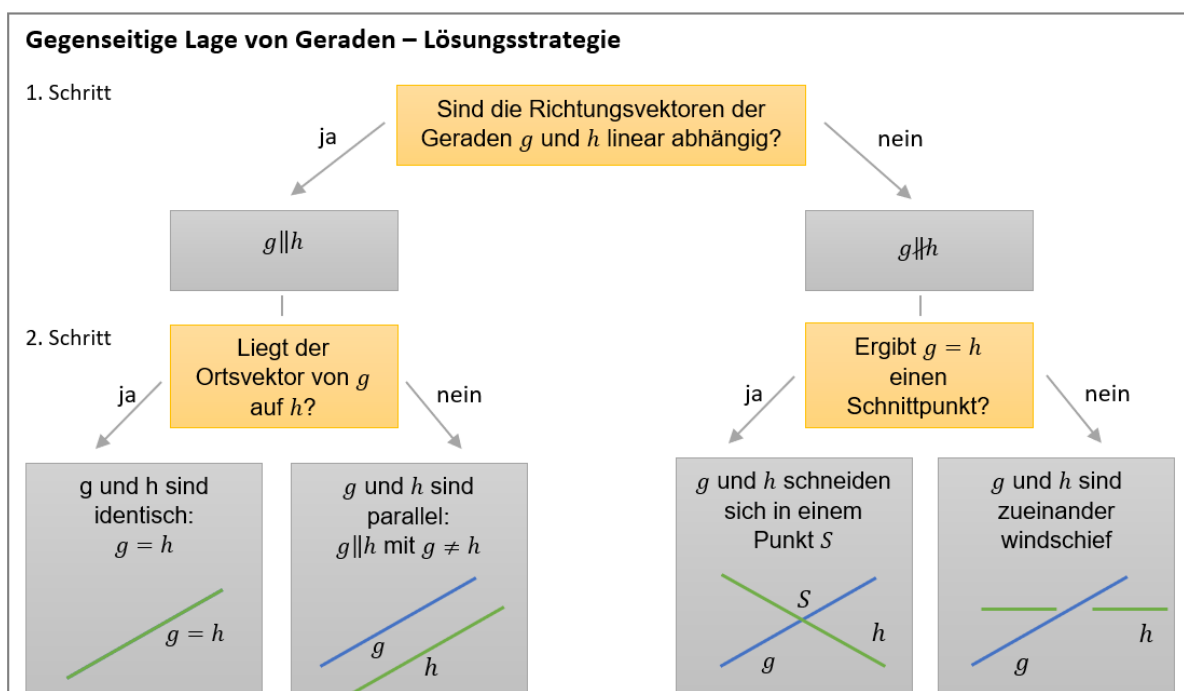 Gegenseitige Lage von Geraden – Lösungsstrategie
1. Schritt
Sind die Richtungsvektoren der
Geraden g und h linear abhängig?
ja
nein
g∥h
g∦h
2. Schritt
Liegt der
Ortsvektor von g
auf h?
ja
nein
Ergibt g = h
einen
Schnittpunkt?
ja
nein
g und h sind
identisch:
g = h
g = h
g und h sind
parallel:
g∥h mit g ≠ h
g
h
g und h schneiden
sich in einem
Punkt S
S
h
g
g und h sind
zueinander
windschief
h
g